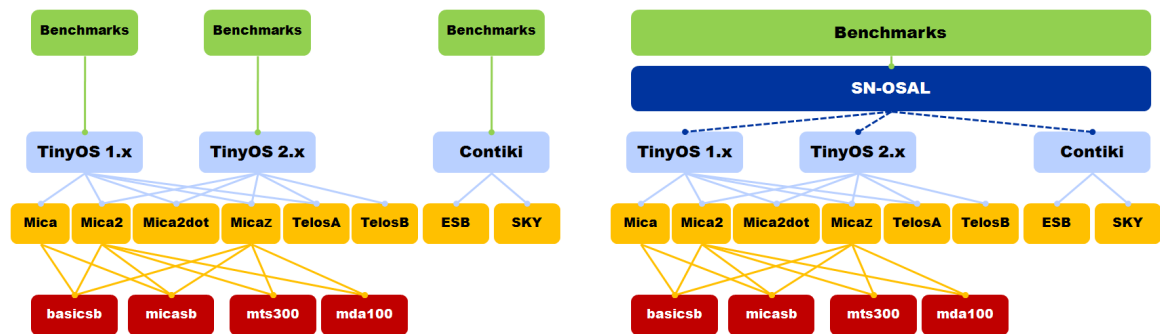 Benchmarks Benchmarks Benchmarks
TinyOS 1.x TinyOS 2.x Contiki
Mica Mica2 Mica2dot Micaz TelosA TelosB ESB SKY
basicsb micasb mts300 mda100
Benchmarks
SN-OSAL
TinyOS 1.x TinyOS 2.x Contiki
Mica Mica2 Mica2dot Micaz TelosA TelosB ESB SKY
basicsb micasb mts300 mda100